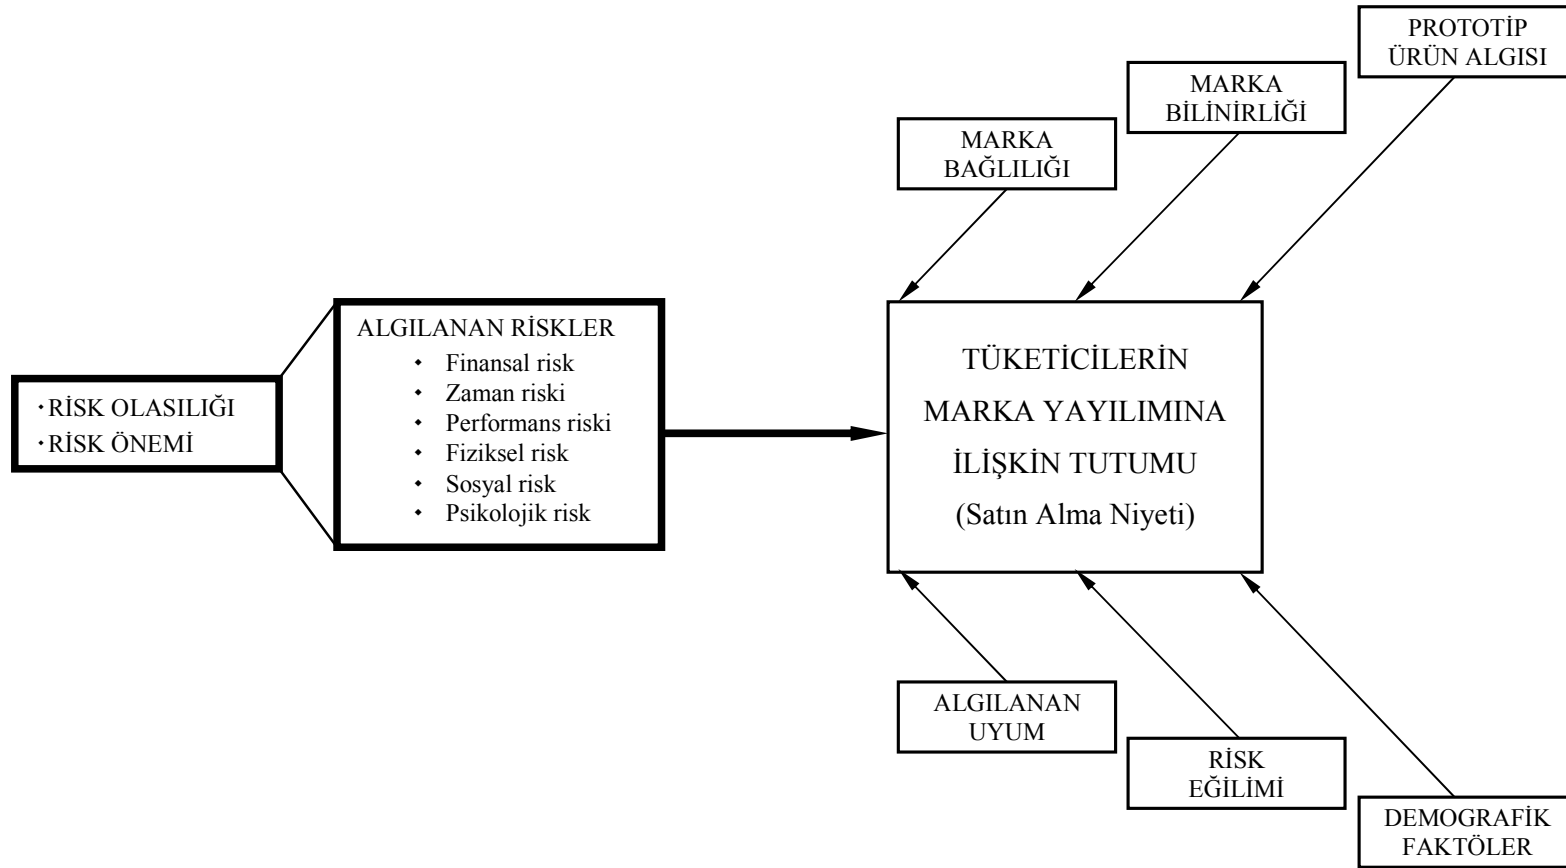 PROTOTİP
ÜRÜN ALGISI
MARKA
BİLİNİRLİĞİ
MARKA
BAĞLILIĞI
ALGILANAN RİSKLER
Finansal risk
Zaman riski
Performans riski
Fiziksel risk
Sosyal risk
Psikolojik risk
RİSK OLASILIĞI
RİSK ÖNEMİ
TÜKETİCİLERİN
MARKA YAYILIMINA
İLİŞKİN TUTUMU
(Satın Alma Niyeti)
ALGILANAN
UYUM
RİSK
EĞİLİMİ
DEMOGRAFİK
FAKTÖLER